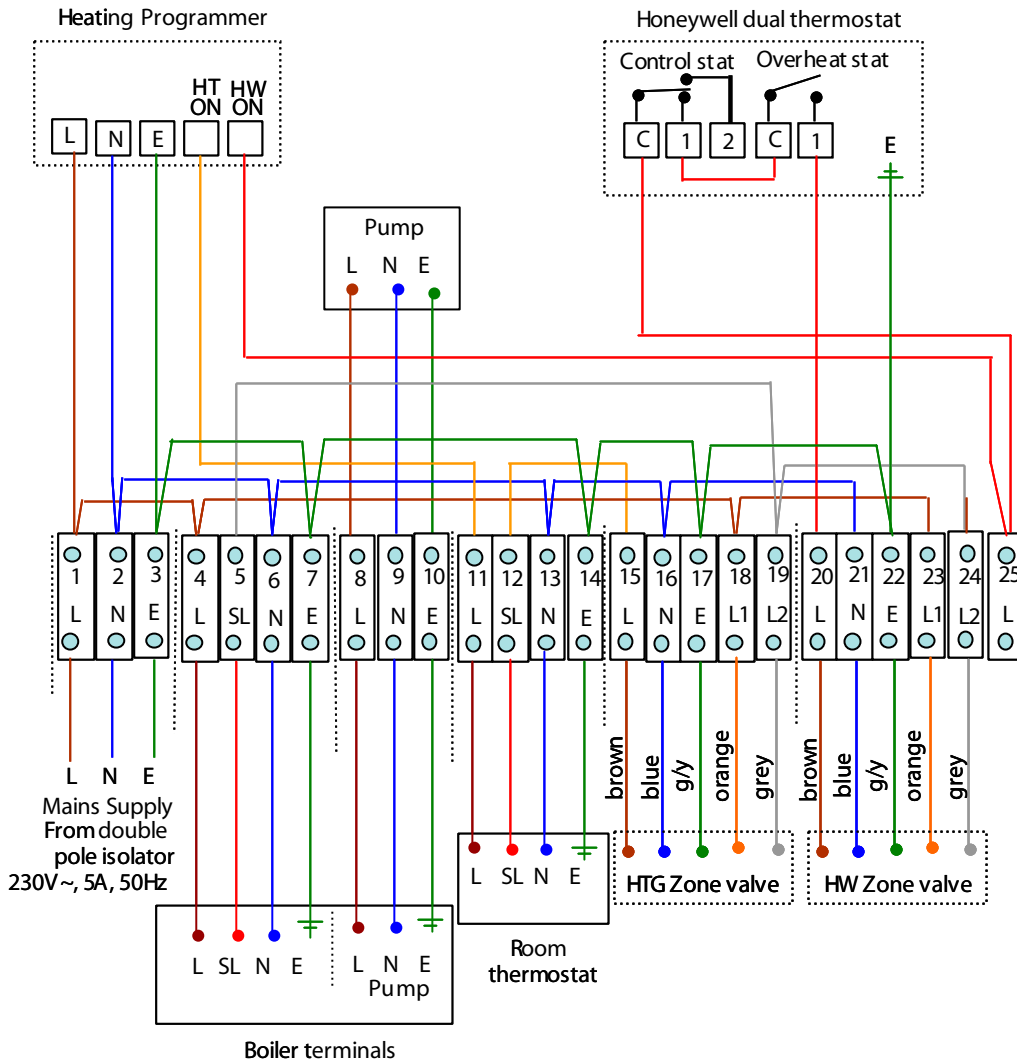 Heating Programmer
Honeywell dual thermostat
Control stat
Overheat stat
HT
ON
HW
ON
L
N
E
C
1
2
C
1
E
Pump
L
N
E
1
2
3
4
5
6
7
8
9
10
11
12
13
14
15
16
17
18
19
20
21
22
23
24
25
L
N
E
L
SL
N
E
L
N
E
L
SL
N
E
L
N
E
L1
L2
L
N
E
L1
L2
L
brown
blue
g/y
orange
grey
brown
blue
g/y
orange
grey
L
N
E
Mains Supply
From double
pole isolator
230V ~, 5A, 50Hz
L
SL
N
E
HTG Zone valve
HW Zone valve
Room
thermostat
L
SL
N
E
L
N
E
Pump
Boiler terminals